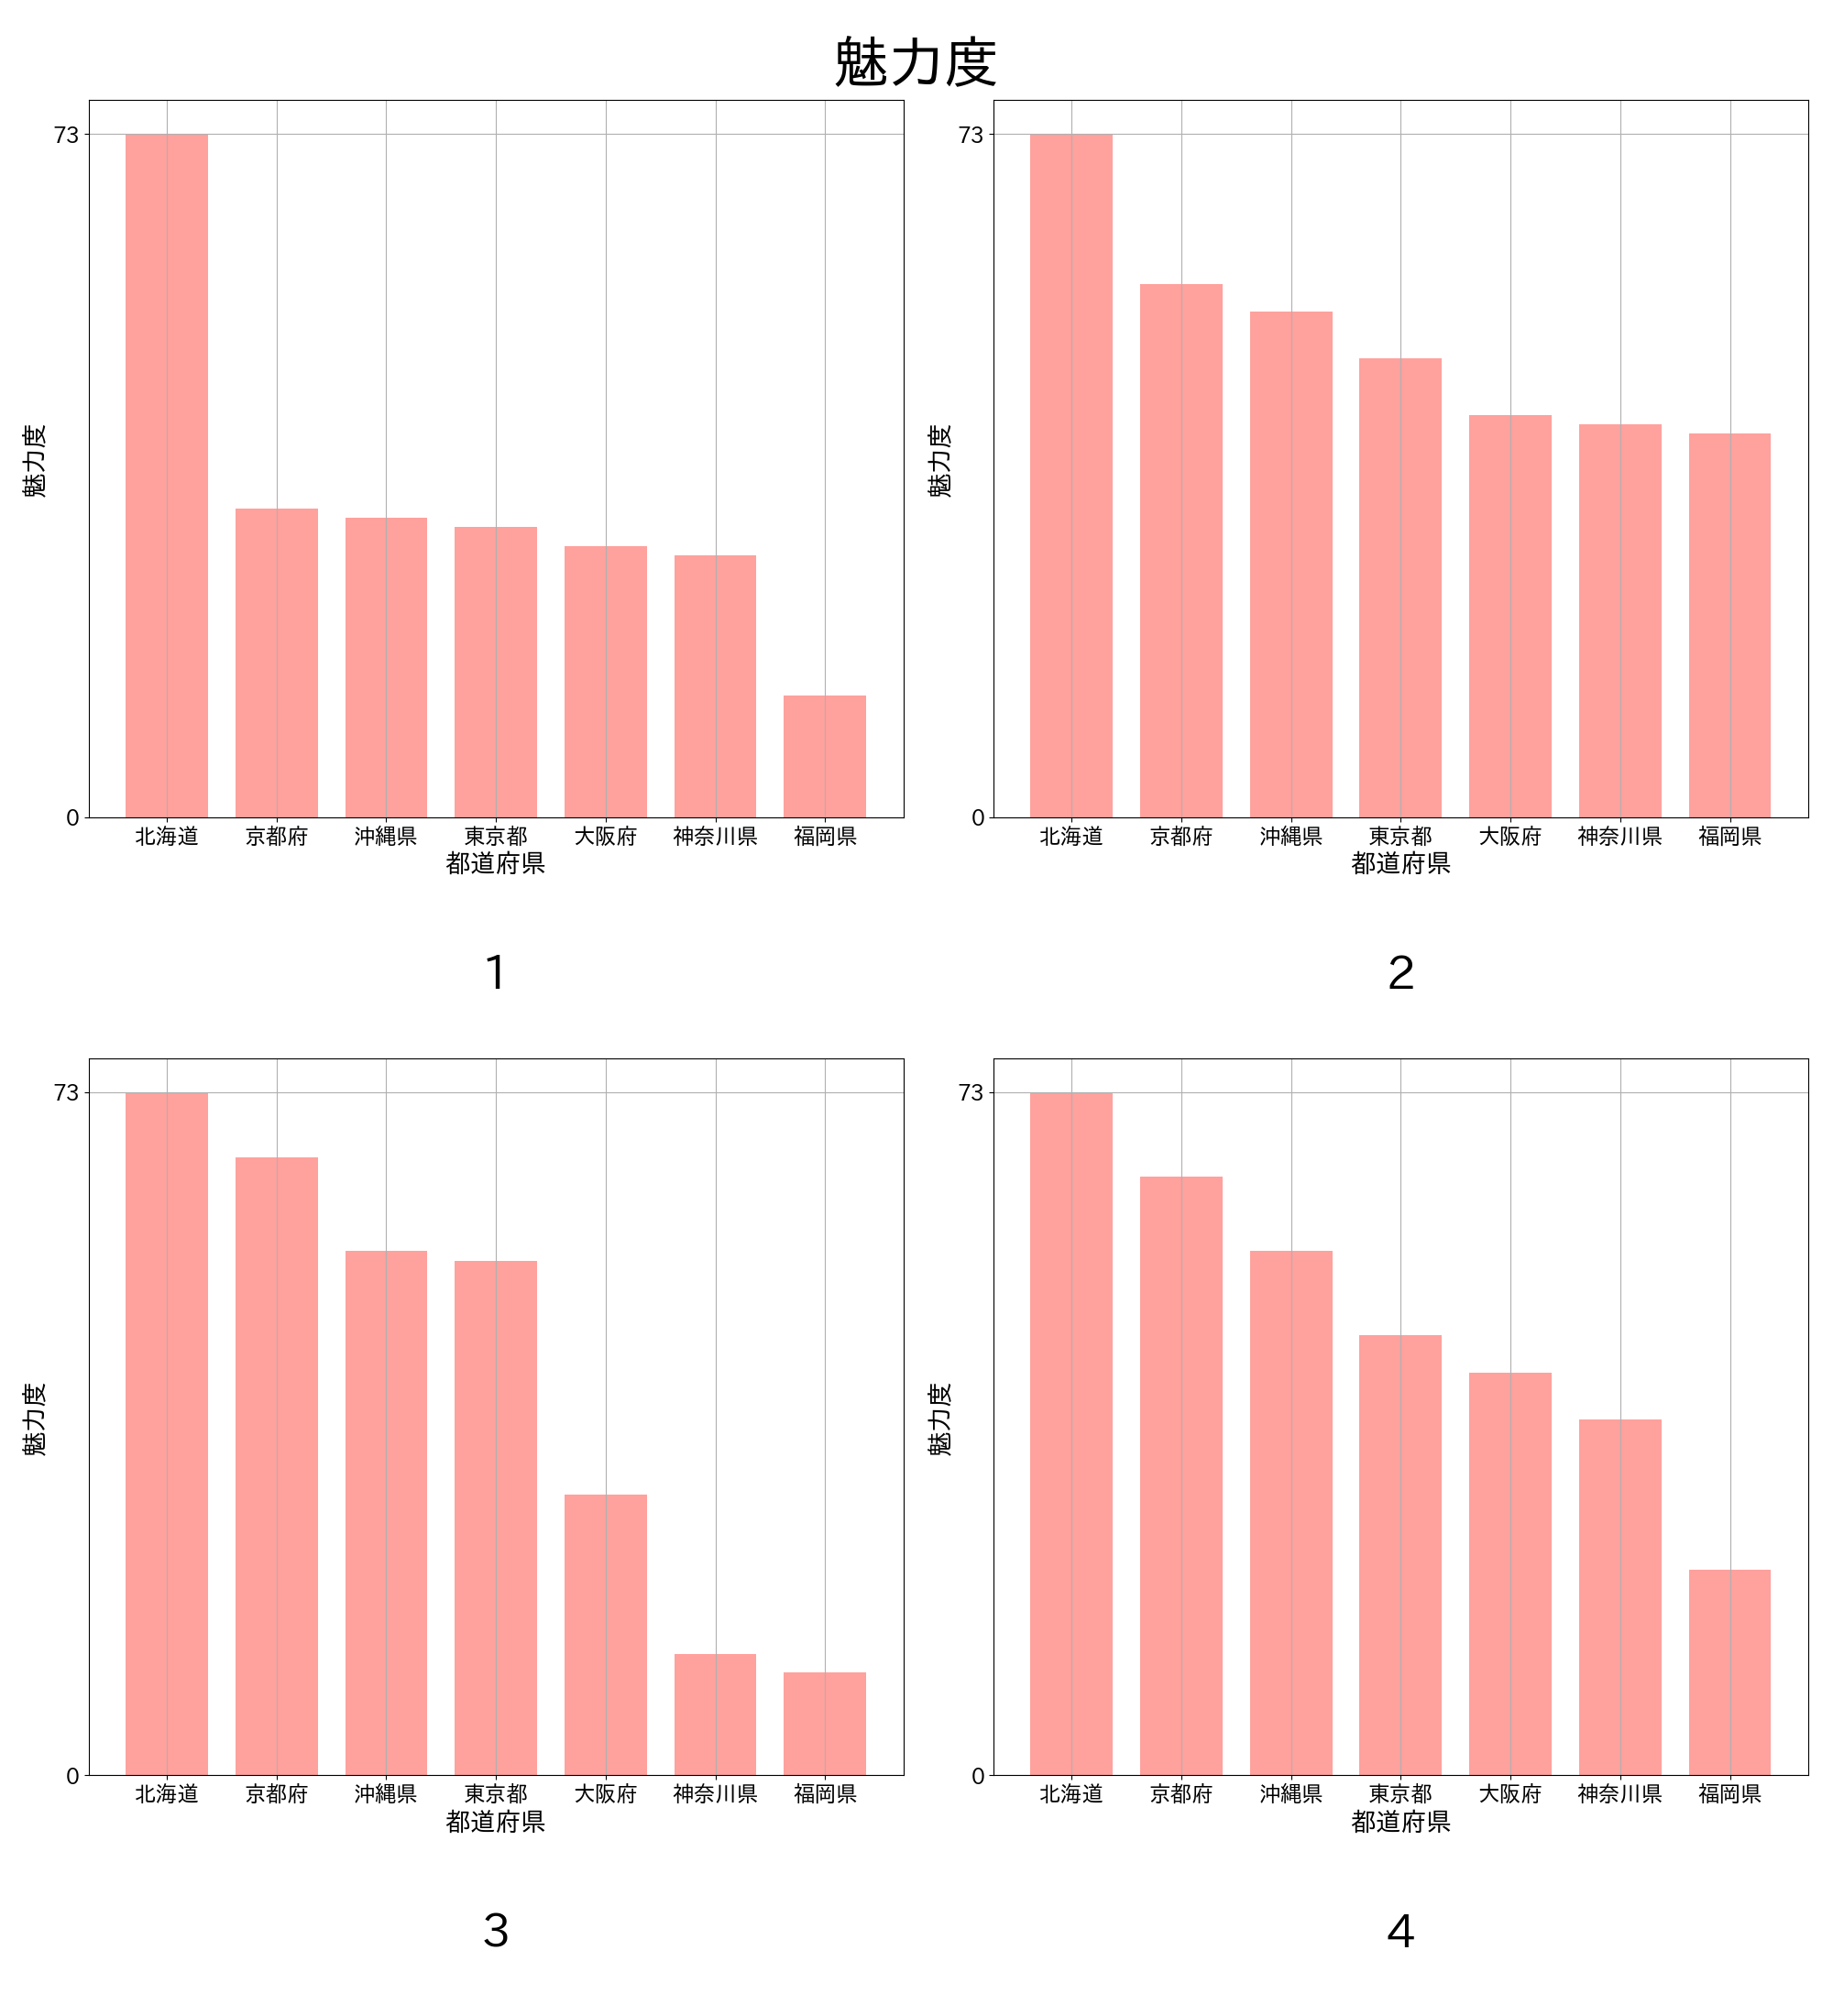 魅力度
73
0
魅力度
北海道 京都府 沖縄県 東京都 大阪府 神奈川県 福岡県
都道府県
1
73
0
魅力度
北海道 京都府 沖縄県 東京都 大阪府 神奈川県 福岡県
都道府県
2
73
0
魅力度
北海道 京都府 沖縄県 東京都 大阪府 神奈川県 福岡県
都道府県
3
73
0
魅力度
北海道 京都府 沖縄県 東京都 大阪府 神奈川県 福岡県
都道府県
4